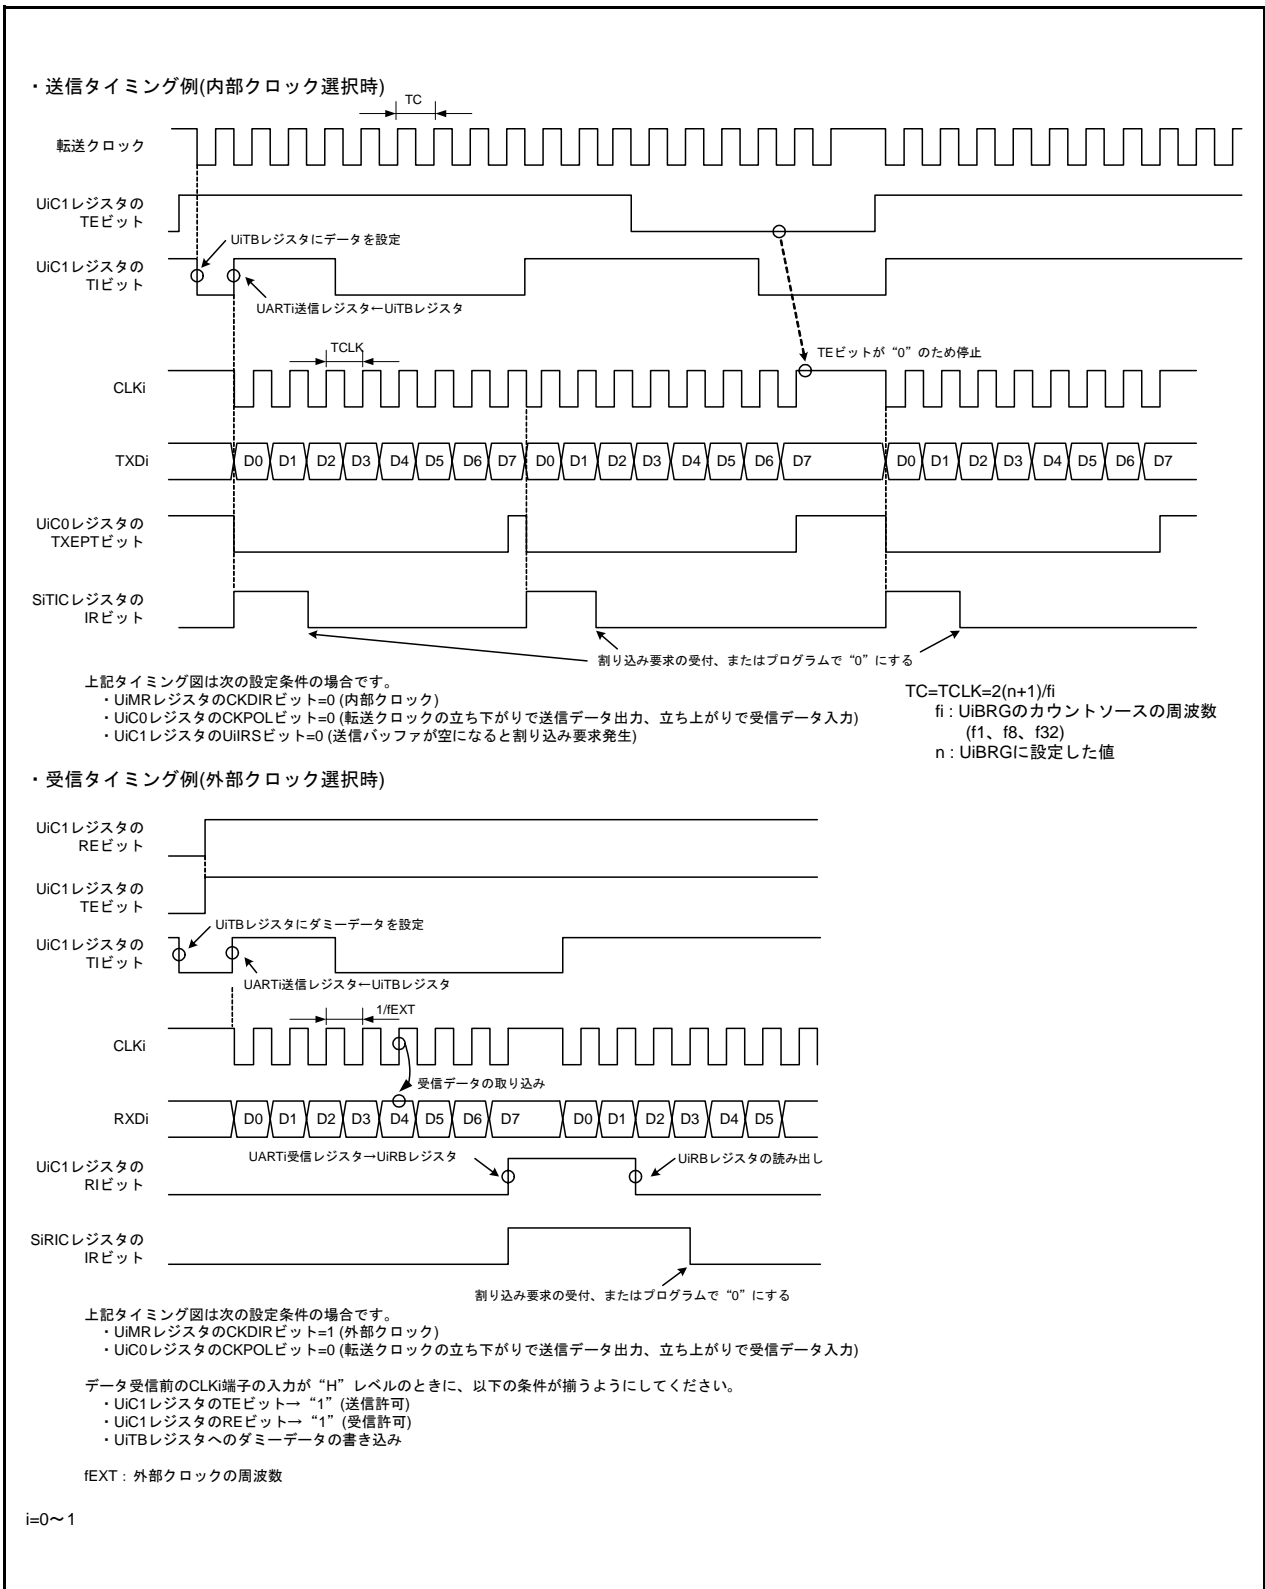 ・送信タイミング例(内部クロック選択時)
TC
転送クロック
UiC1レジスタの
TEビット
UiTBレジスタにデータを設定
UiC1レジスタの
TIビット
UARTi送信レジスタ←UiTBレジスタ
TCLK
TEビットが“0”のため停止
CLKi
TXDi
D0 D1 D2 D3 D4 D5 D6 D7 D0 D1 D2 D3 D4 D5 D6 D7 D0 D1 D2 D3 D4 D5 D6 D7
UiC0レジスタの
TXEPTビット
SiTICレジスタの
IRビット
割り込み要求の受付、またはプログラムで“0”にする
上記タイミング図は次の設定条件の場合です。
・UiMRレジスタのCKDIRビット=0 (内部クロック)
・UiC0レジスタのCKPOLビット=0 (転送クロックの立ち下がりで送信データ出力、立ち上がりで受信データ入力)
・UiC1レジスタのUiIRSビット=0 (送信バッファが空になると割り込み要求発生)
TC=TCLK=2(n+1)/fi
fi : UiBRGのカウントソースの周波数
(f1、f8、f32)
n : UiBRGに設定した値
・受信タイミング例(外部クロック選択時)
UiC1レジスタの
REビット
UiC1レジスタの
TEビット
UiTBレジスタにダミーデータを設定
UiC1レジスタの
TIビット
UARTi送信レジスタ←UiTBレジスタ
1/fEXT
CLKi
受信データの取り込み
RXDi
D0 D1 D2 D3 D4 D5 D6 D7 D0 D1 D2 D3 D4 D5
UARTi受信レジスタ→UiRBレジスタ
UiRBレジスタの読み出し
UiC1レジスタの
RIビット
SiRICレジスタの
IRビット
割り込み要求の受付、またはプログラムで“0”にする
上記タイミング図は次の設定条件の場合です。
・UiMRレジスタのCKDIRビット=1 (外部クロック)
・UiC0レジスタのCKPOLビット=0 (転送クロックの立ち下がりで送信データ出力、立ち上がりで受信データ入力)
データ受信前のCLKi端子の入力が“H”レベルのときに、以下の条件が揃うようにしてください。
・UiC1レジスタのTEビット→“1”(送信許可)
・UiC1レジスタのREビット→“1”(受信許可)
・UiTBレジスタへのダミーデータの書き込み
fEXT : 外部クロックの周波数
i=0～1